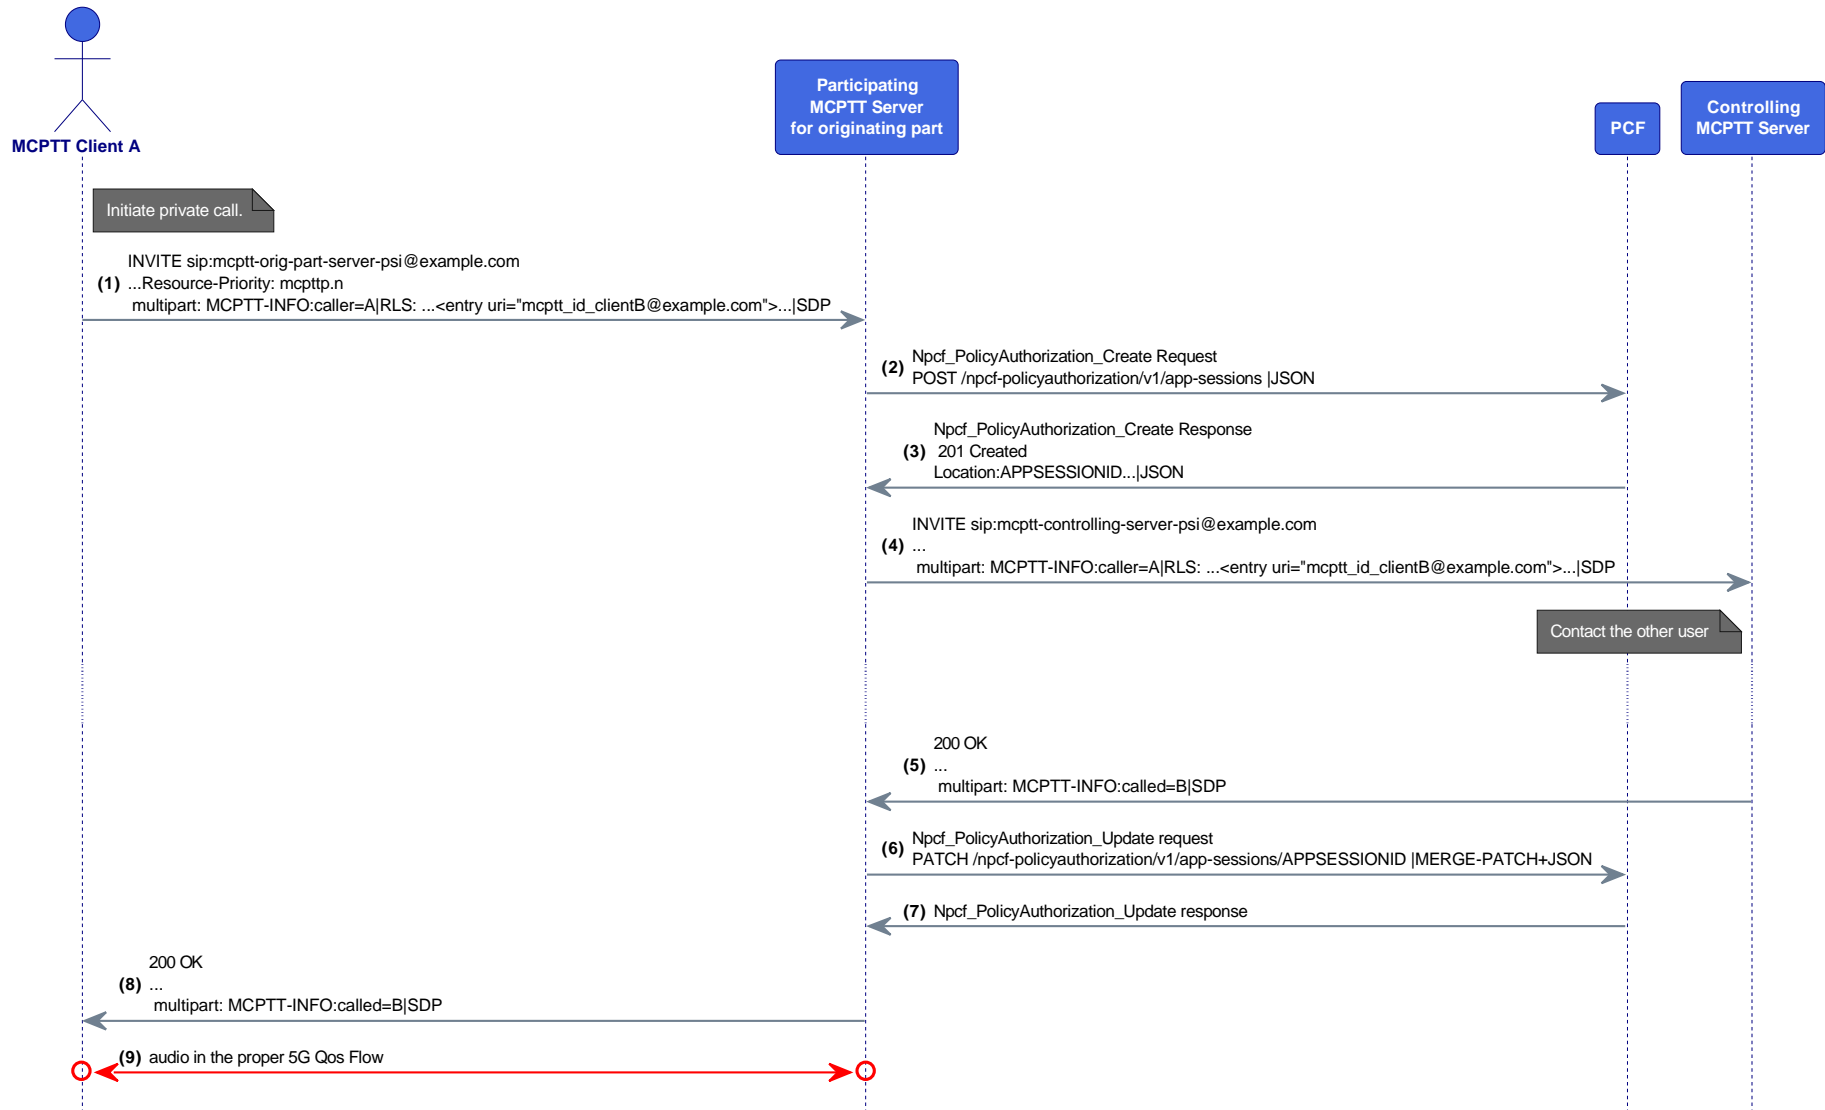 MCPTT Client A
Participating
MCPTT Server
for originating part
PCF
Controlling
MCPTT Server
Initiate private call.
INVITE sip:mcptt-orig-part-server-psi@example.com
(1) ...Resource-Priority: mcpttp.n
multipart: MCPTT-INFO:caller=A|RLS: ...<entry uri="mcptt_id_clientB@example.com">...|SDP
(2) Npcf_PolicyAuthorization_Create Request
POST /npcf-policyauthorization/v1/app-sessions |JSON
Npcf_PolicyAuthorization_Create Response
(3) 201 Created
Location:APPSESSIONID...|JSON
INVITE sip:mcptt-controlling-server-psi@example.com
(4) ...
multipart: MCPTT-INFO:caller=A|RLS: ...<entry uri="mcptt_id_clientB@example.com">...|SDP
Contact the other user
200 OK
(5) ...
multipart: MCPTT-INFO:called=B|SDP
(6) Npcf_PolicyAuthorization_Update request
PATCH /npcf-policyauthorization/v1/app-sessions/APPSESSIONID |MERGE-PATCH+JSON
(7) Npcf_PolicyAuthorization_Update response
200 OK
(8) ...
multipart: MCPTT-INFO:called=B|SDP
(9) audio in the proper 5G Qos Flow